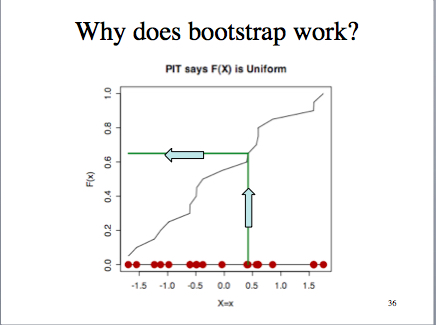 Why does bootstrap work?
PIT says F(X) is Uniform
F(x)
1.0
0.8
0.6
0.4
0.2
0.0
-1.5 -1.0 -0.5 0.0 0.5 1.0 1.5
X=x
36